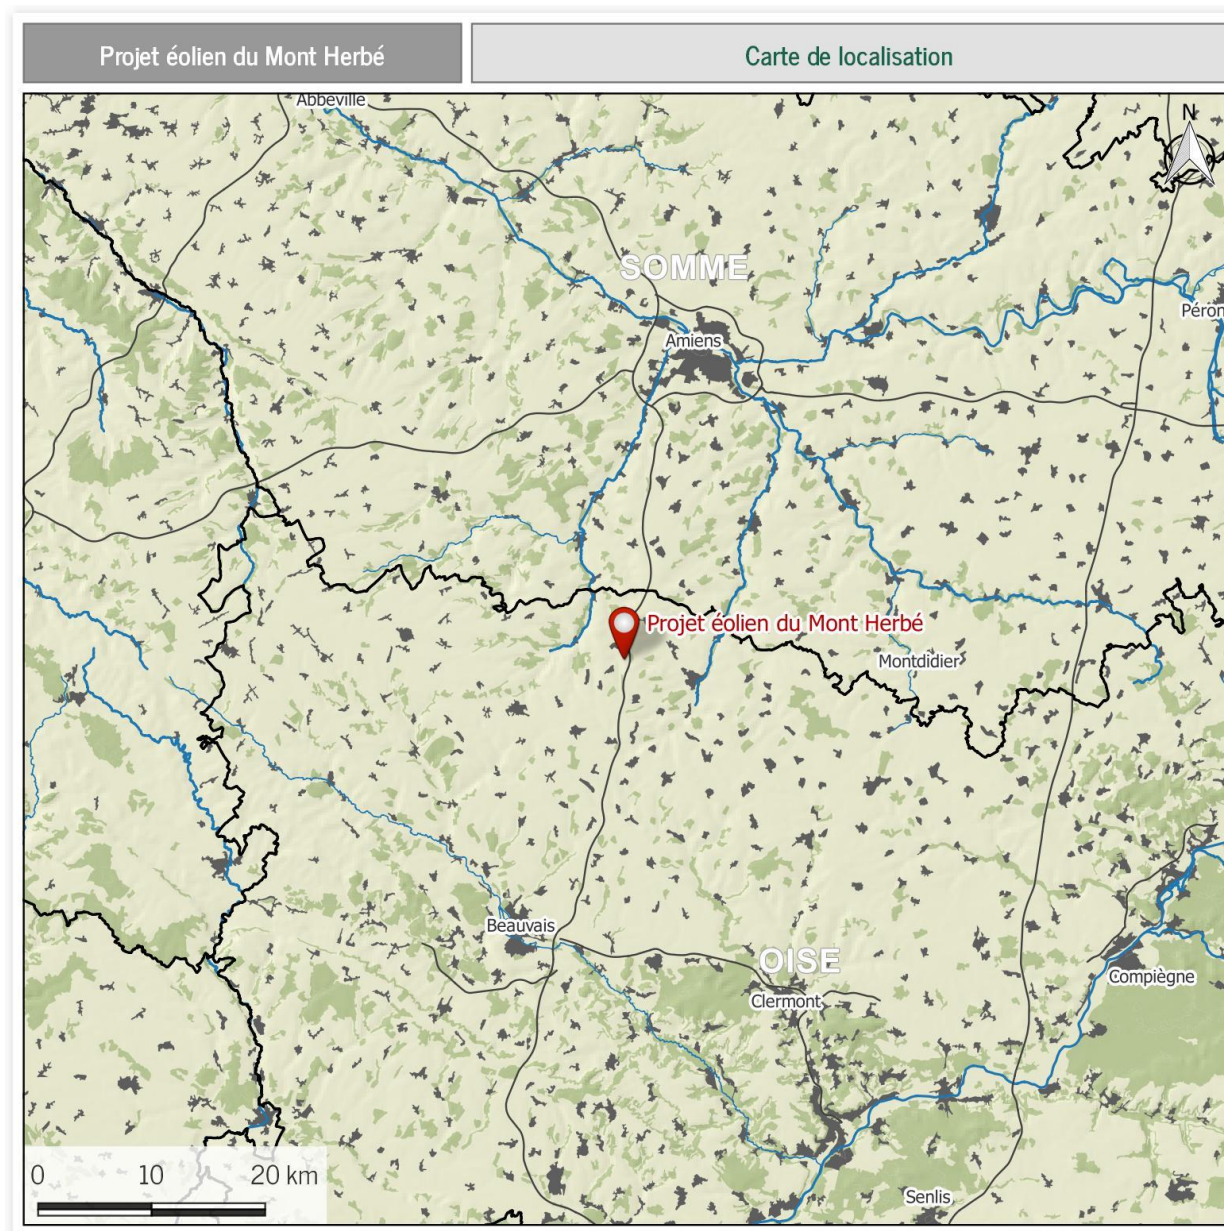 Projet éolien du Mont Herbé
Carte de localisation
Abbeville
N
SOMME
Péron
Amiens
Projet éolien du Mont Herbé
Montdidier
Beauvais
OISE
Compiègne
Clermont
0 10 20 km
Senlis